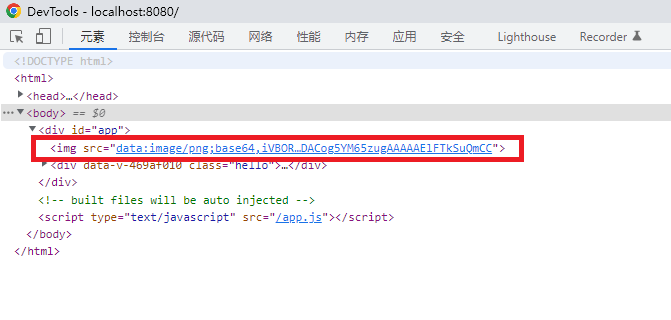 DevTools - localhost:8080/
元素 控制台 源代码 网络 性能 内存 应用 安全 Lighthouse Recorder
<!DOCTYPE html>
<html>
<head>…</head>
<body> == $0
<div id="app">
<img src="data:image/png;base64,iVBOR…DACog5YM65zugAAAAAElFTkSuQmCC">
<div data-v-469af010 class="hello">…</div>
</div>
<!-- built files will be auto injected -->
<script type="text/javascript" src="/app.js"></script>
</body>
</html>